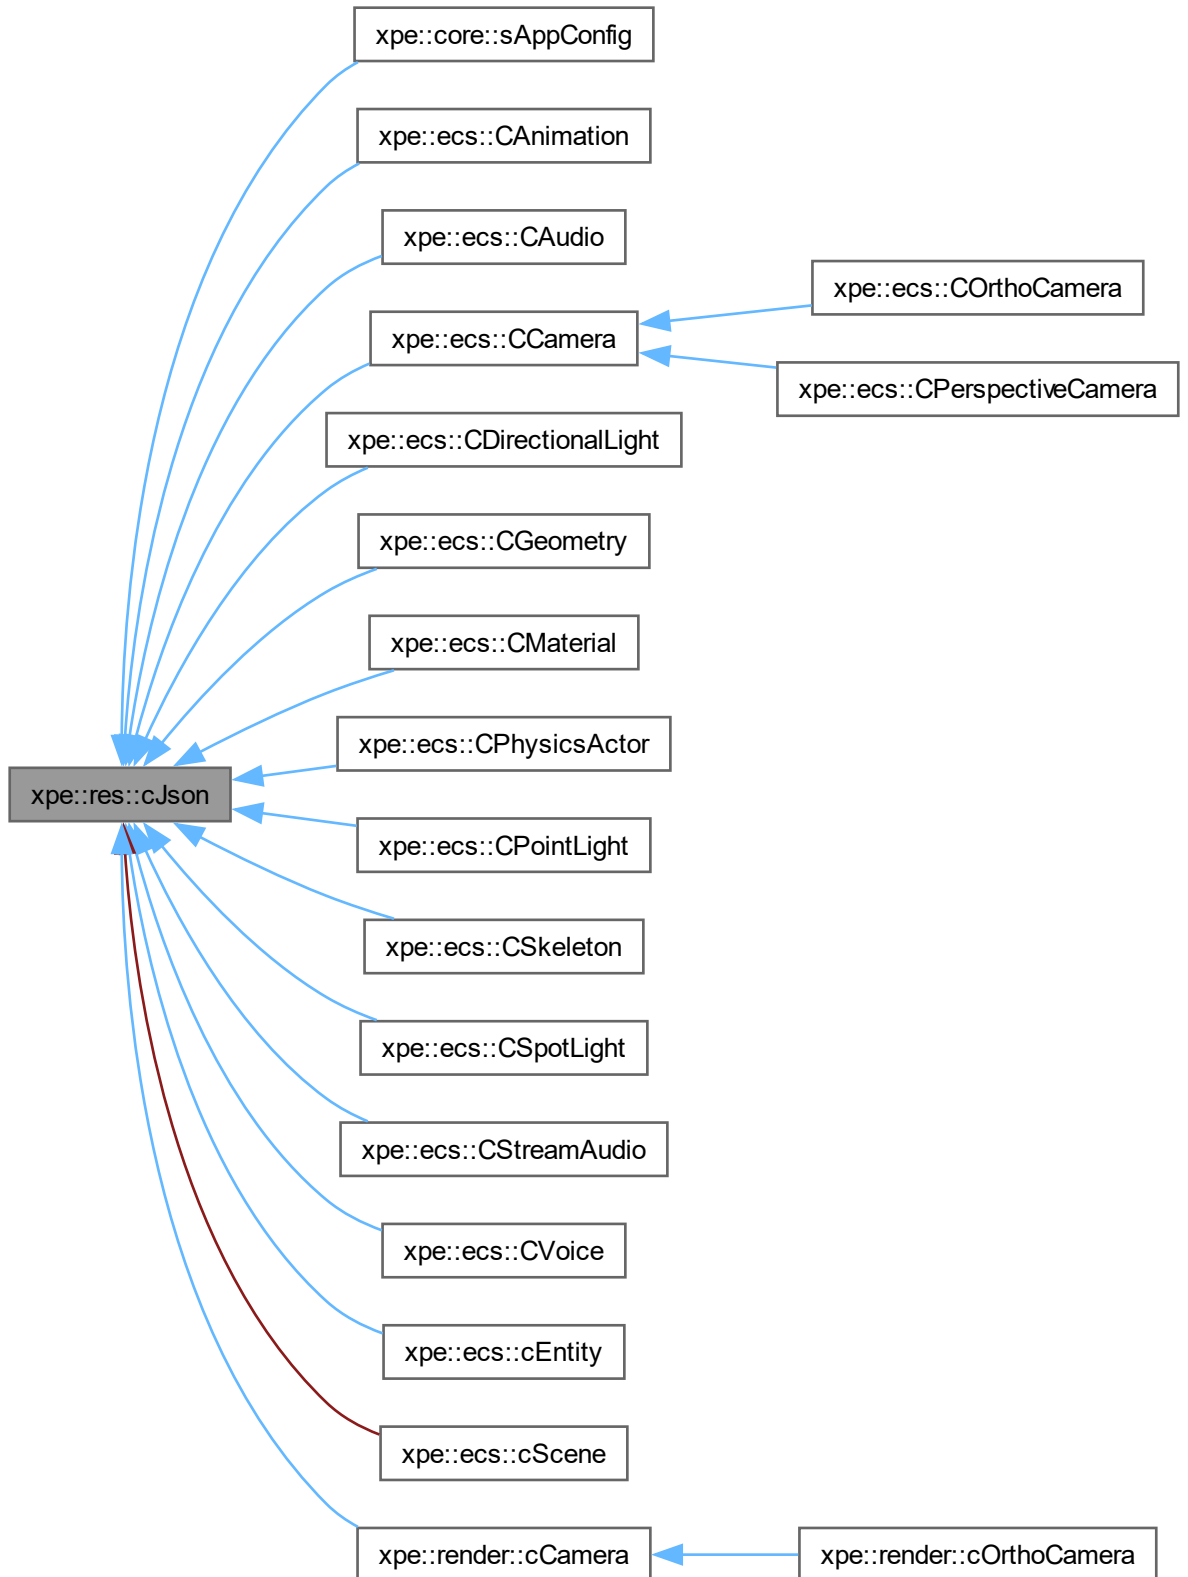 xpe::core::sAppConfig
xpe::ecs::CAnimation
xpe::ecs::CAudio
xpe::ecs::COrthoCamera
xpe::ecs::CCamera
xpe::ecs::CPerspectiveCamera
xpe::ecs::CDirectionalLight
xpe::ecs::CGeometry
xpe::ecs::CMaterial
xpe::ecs::CPhysicsActor
xpe::res::cJson
xpe::ecs::CPointLight
xpe::ecs::CSkeleton
xpe::ecs::CSpotLight
xpe::ecs::CStreamAudio
xpe::ecs::CVoice
xpe::ecs::cEntity
xpe::ecs::cScene
xpe::render::cCamera
xpe::render::cOrthoCamera